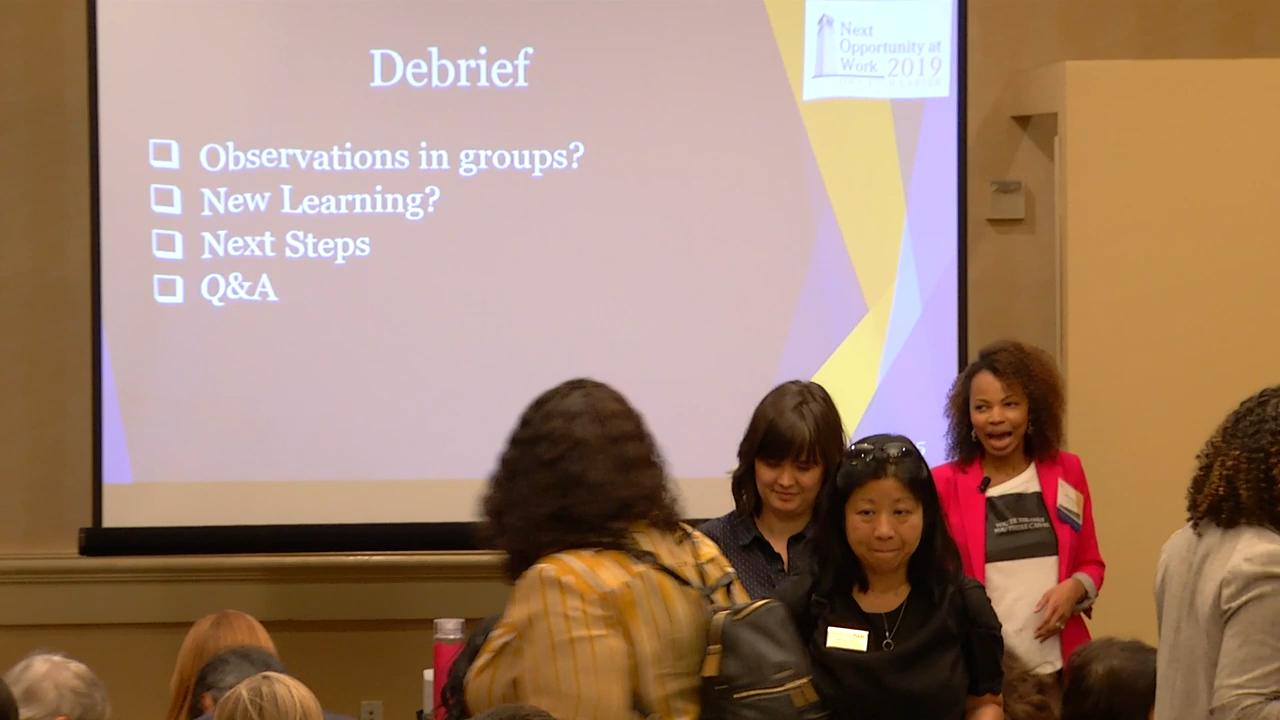 Debrief
Next
Opportunity at
Work 2019
Observations in groups?
New Learning?
Next Steps
Q&A